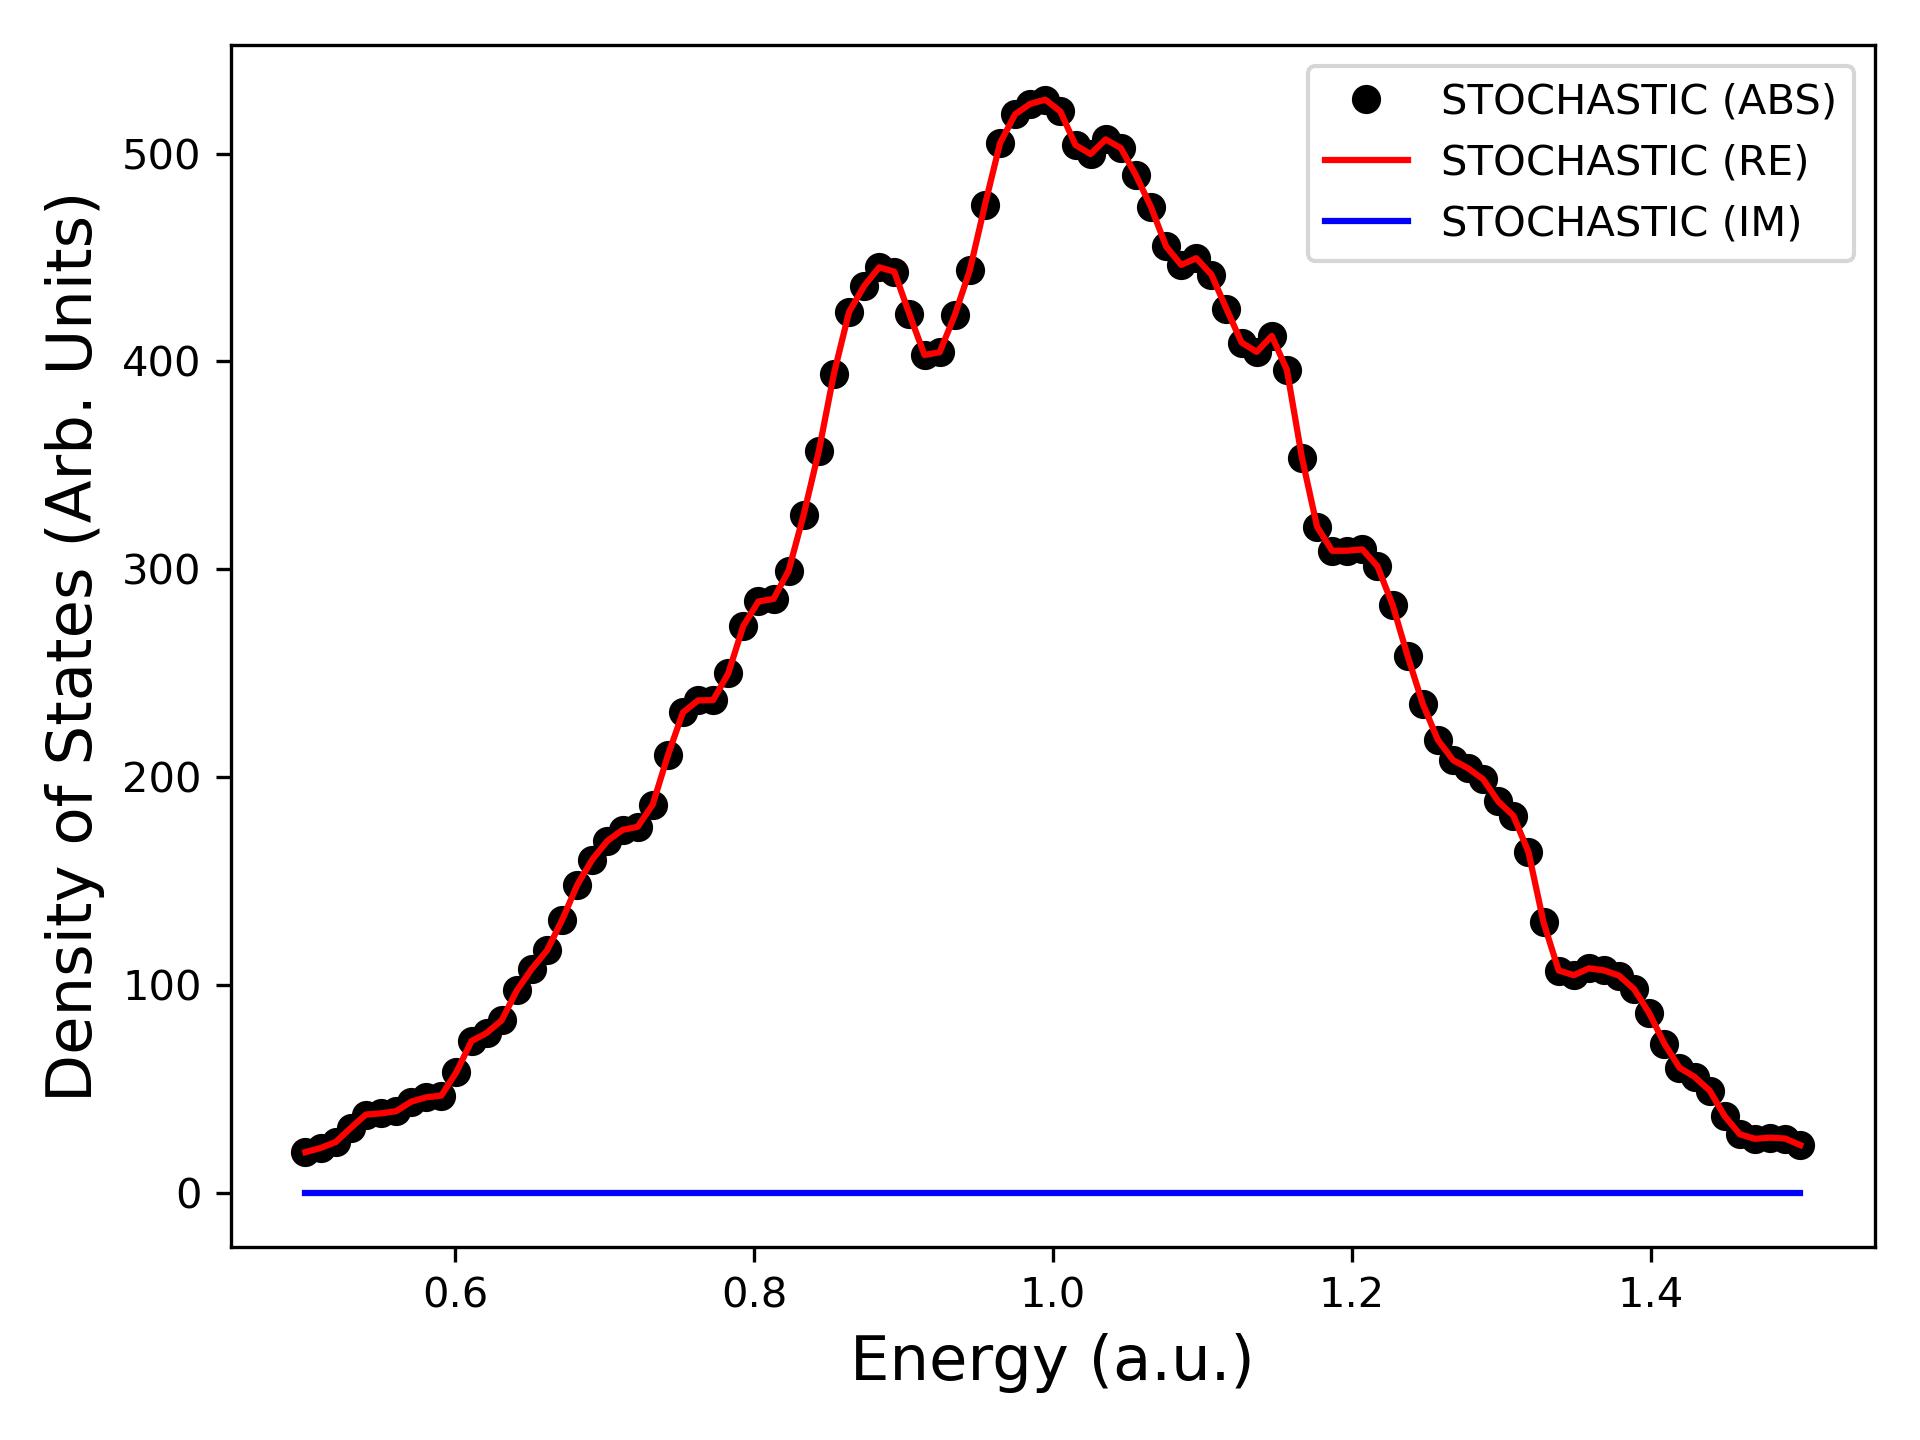 STOCHASTIC (ABS)
STOCHASTIC (RE)
STOCHASTIC (IM)
Density of States (Arb. Units)
500
400
300
200
100
0
0.6 0.8 1.0 1.2 1.4
Energy (a.u.)